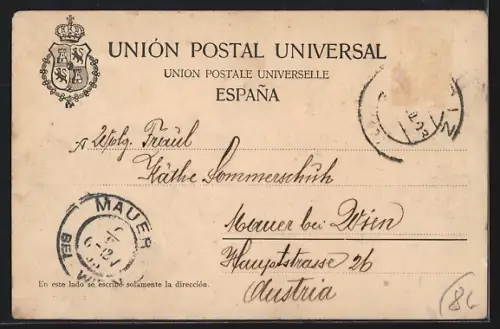 UNIÓN POSTAL UNIVERSAL
UNION POSTALE UNIVERSELLE
ESPAÑA
Käthe Sommerschuh
Mauer bei Wien
Hauptstrasse 26
Austria
MAUER
BEI
En este lado se escribe solamente la dirección.